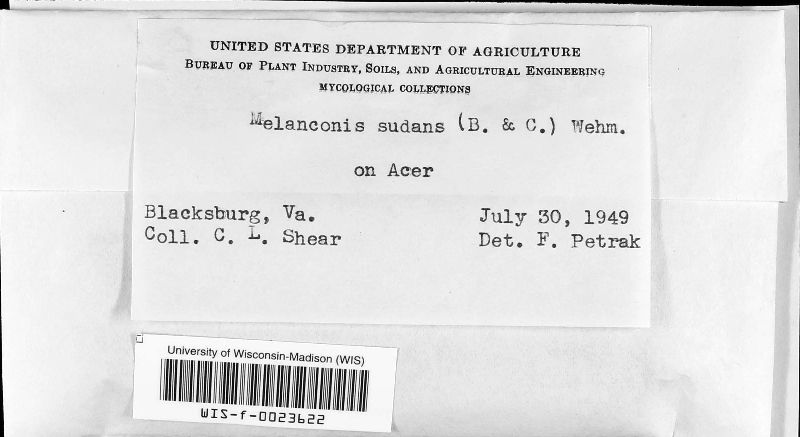 UNITED STATES DEPARTMENT OF AGRICULTURE
BUREAU OF PLANT INDUSTRY, SOILS, AND AGRICULTURAL ENGINEERING
MYCOLOGICAL COLLECTIONS
Melanconis sudans (B. & C.) Wehm.
on Acer
Blacksburg, Va. July 30, 1949
Coll. C. L. Shear Det. F. Petrak
University of Wisconsin-Madison (WIS)
WIS-f-0023622